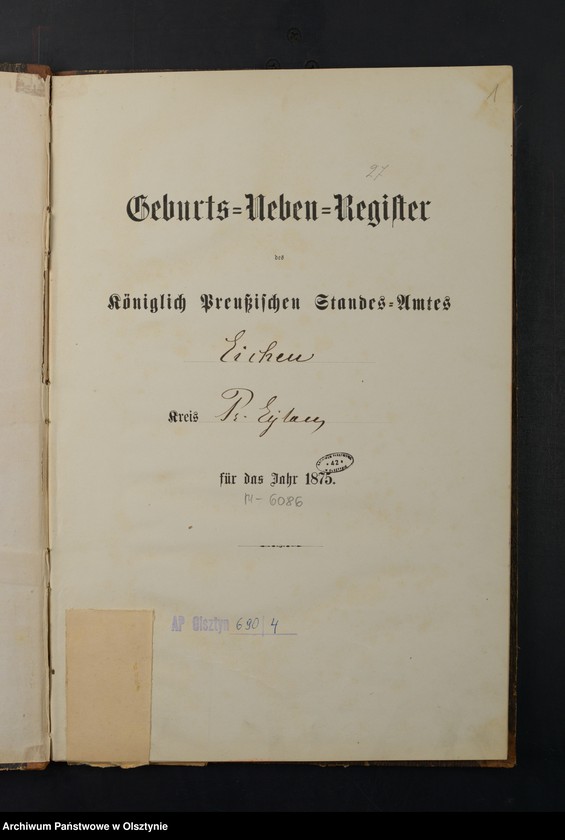 1
27
Geburts=Neben=Register
des
Königlich Preußischen Standes=Amtes
Eichen
Kreis Pr. Eylau,
für das Jahr 1875.
42
M- 6086
AP Olsztyn 690 4
Archiwum Państwowe w Olsztynie